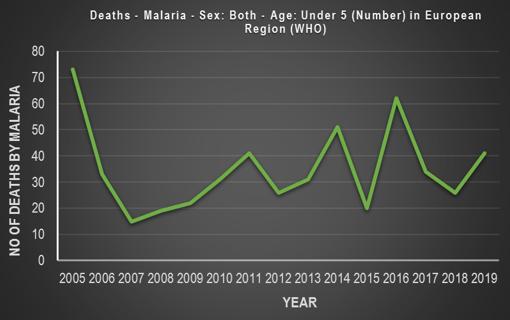 Deaths - Malaria - Sex: Both - Age: Under 5 (Number) in European
Region (WHO)
NO OF DEATHS BY MALARIA
80
70
60
50
40
30
20
10
0
2005 2006 2007 2008 2009 2010 2011 2012 2013 2014 2015 2016 2017 2018 2019
YEAR